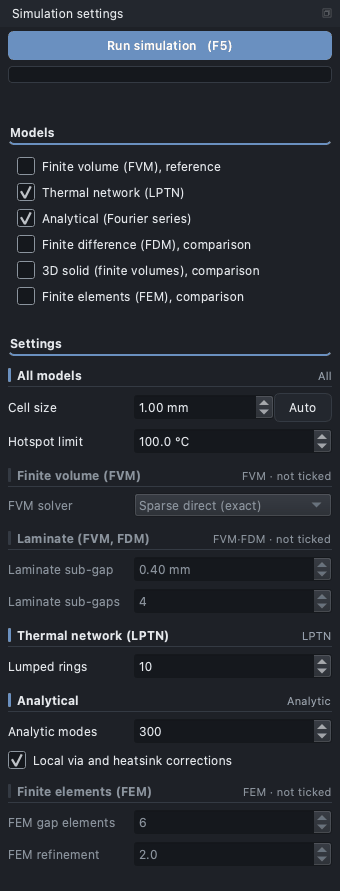 Simulation settings
Run simulation (F5)
Models
Finite volume (FVM), reference
Thermal network (LPTN)
Analytical (Fourier series)
Finite difference (FDM), comparison
3D solid (finite volumes), comparison
Finite elements (FEM), comparison
Settings
All models All
Cell size 1.00 mm Auto
Hotspot limit 100.0 °C
Finite volume (FVM) FVM · not ticked
FVM solver Sparse direct (exact)
Laminate (FVM, FDM) FVM·FDM · not ticked
Laminate sub-gap 0.40 mm
Laminate sub-gaps 4
Thermal network (LPTN) LPTN
Lumped rings 10
Analytical Analytic
Analytic modes 300
Local via and heatsink corrections
Finite elements (FEM) FEM · not ticked
FEM gap elements 6
FEM refinement 2.0